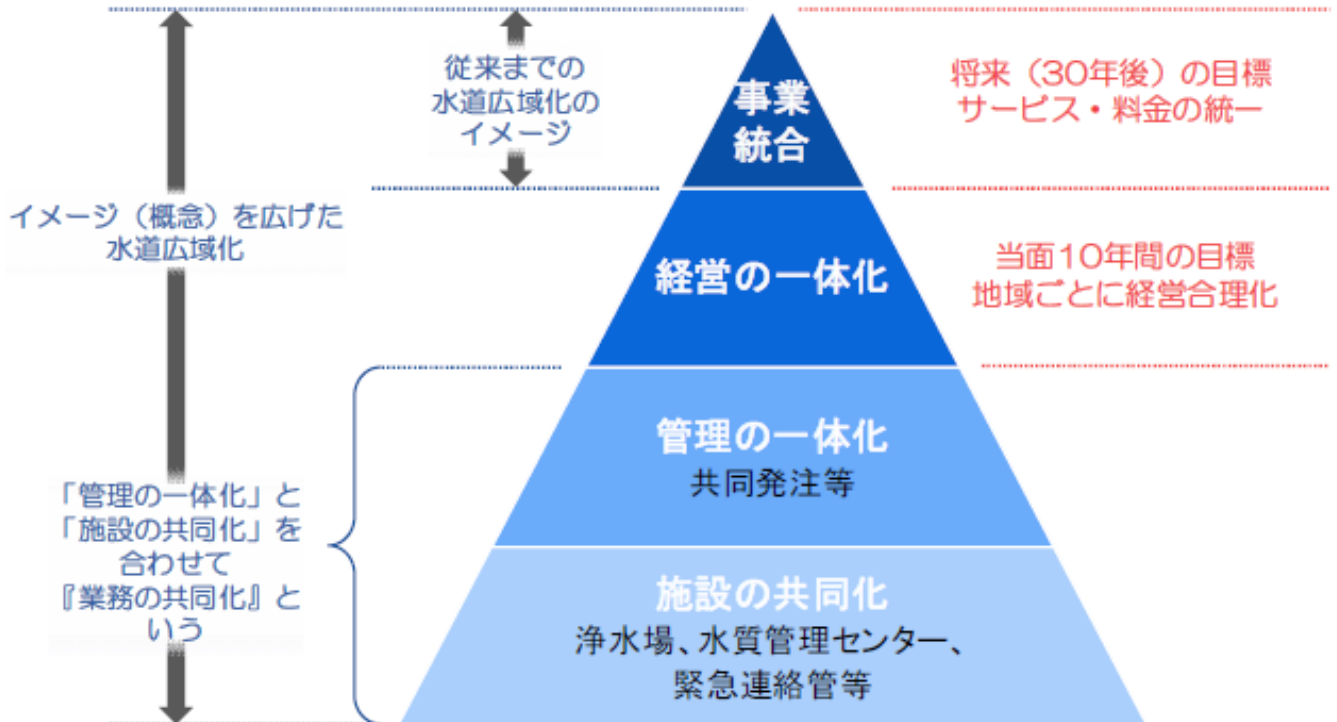 従来までの
水道広域化の
イメージ
イメージ（概念）を広げた
水道広域化
「管理の一体化」と
「施設の共同化」を
合わせて
『業務の共同化』と
いう
事業
統合
経営の一体化
管理の一体化
共同発注等
施設の共同化
浄水場、水質管理センター、
緊急連絡管等
将来（30年後）の目標
サービス・料金の統一
当面10年間の目標
地域ごとに経営合理化